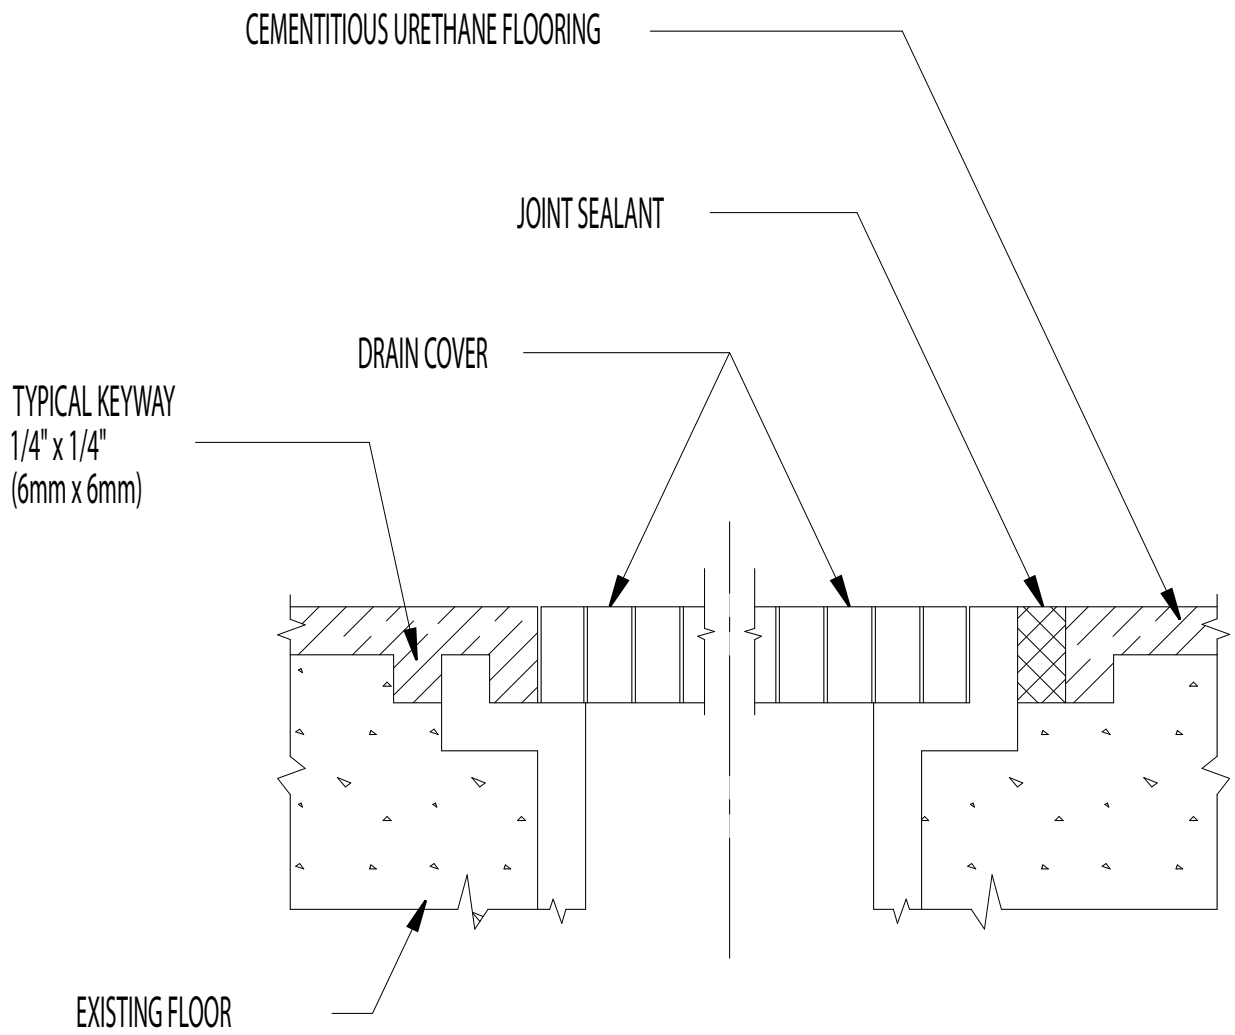 CEMENTITIOUS URETHANE FLOORING
JOINT SEALANT
DRAIN COVER
TYPICAL KEYWAY
1/4" x 1/4"
(6mm x 6mm)
EXISTING FLOOR